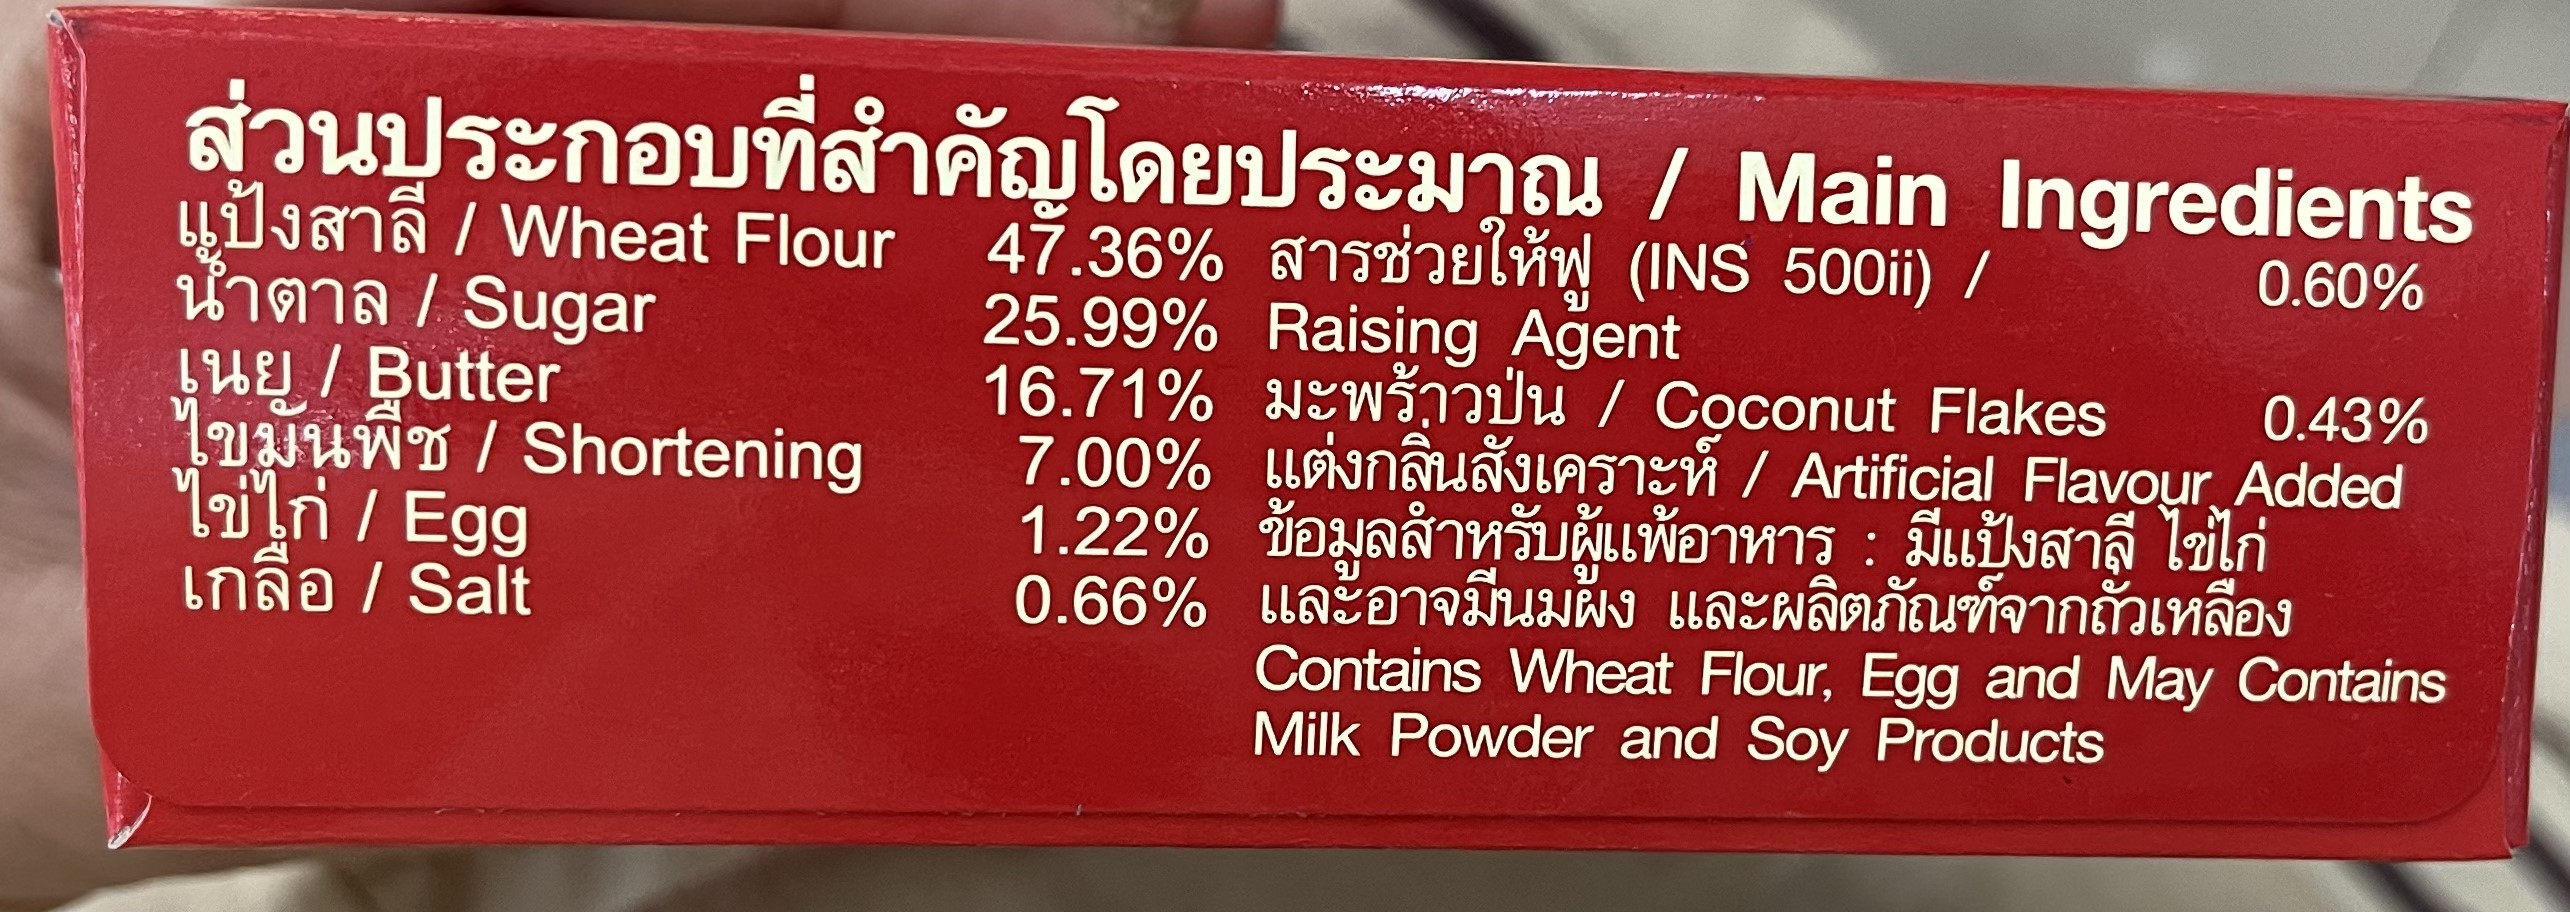 ส่วนประกอบที่สำคัญโดยประมาณ / Main Ingredients
แป้งสาลี / Wheat Flour 47.36%
น้ำตาล / Sugar 25.99%
เนย / Butter 16.71%
ไขมันพืช / Shortening 7.00%
ไข่ไก่ / Egg 1.22%
เกลือ / Salt 0.66%
สารช่วยให้ฟู (INS 500ii) / 0.60%
Raising Agent
มะพร้าวป่น / Coconut Flakes 0.43%
แต่งกลิ่นสังเคราะห์ / Artificial Flavour Added
ข้อมูลสำหรับผู้แพ้อาหาร : มีแป้งสาลี ไข่ไก่
และอาจมีนมผง และผลิตภัณฑ์จากถั่วเหลือง
Contains Wheat Flour, Egg and May Contains
Milk Powder and Soy Products